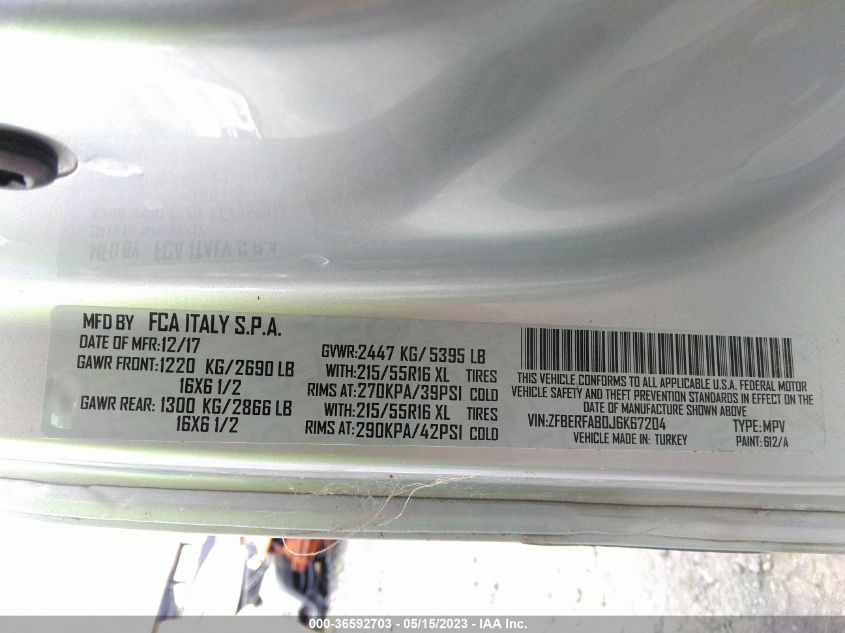 MFD BY FCA ITALY S.P.A.
DATE OF MFR:12/17
GAWR FRONT:1220 KG/2690 LB
16X6 1/2
GAWR REAR: 1300 KG/2866 LB
16X6 1/2
GVWR:2447 KG/ 5395 LB
WITH:215/55R16 XL TIRES
RIMS AT:270KPA/39PSI COLD
WITH:215/55R16 XL TIRES
RIMS AT:290KPA/42PSI COLD
THIS VEHICLE CONFORMS TO ALL APPLICABLE U.S.A. FEDERAL MOTOR
VEHICLE SAFETY AND THEFT PREVENTION STANDARDS IN EFFECT ON THE
DATE OF MANUFACTURE SHOWN ABOVE
VIN:ZFBERFAB0J6K67204 TYPE:MPV
VEHICLE MADE IN: TURKEY PAINT: 612/A
000-36592703 - 05/15/2023 - IAA Inc.